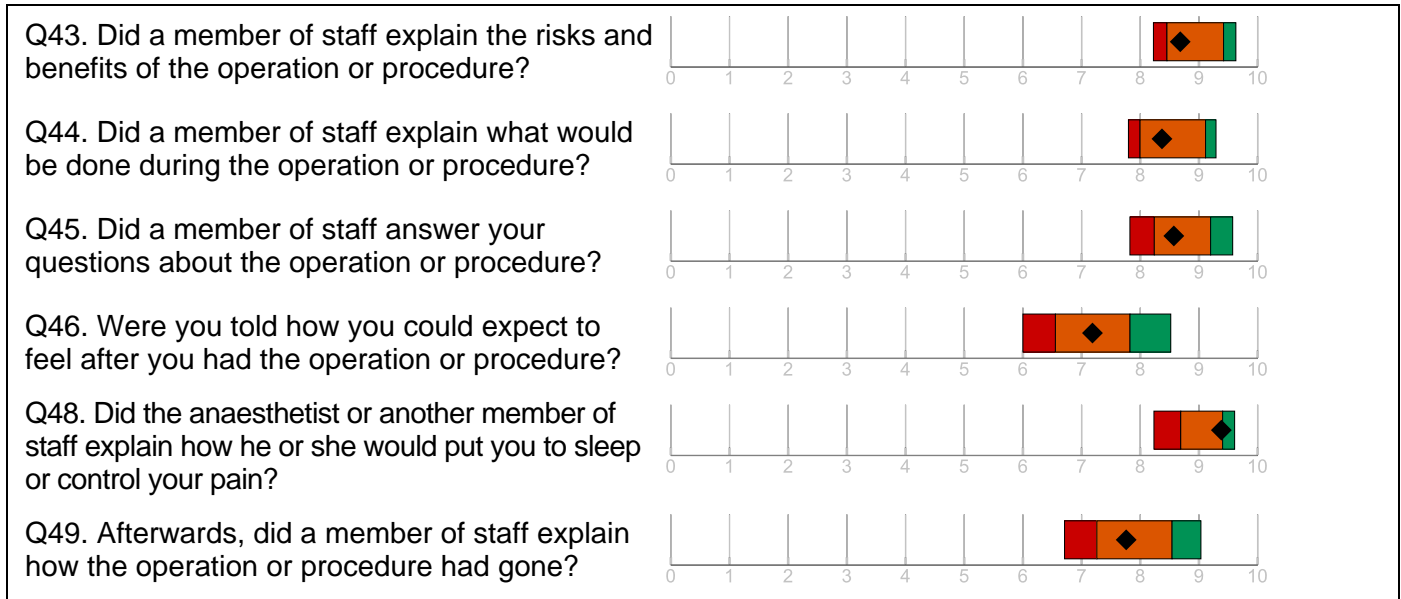 Q43. Did a member of staff explain the risks and
benefits of the operation or procedure?
0 1 2 3 4 5 6 7 8 9 10
Q44. Did a member of staff explain what would
be done during the operation or procedure?
0 1 2 3 4 5 6 7 8 9 10
Q45. Did a member of staff answer your
questions about the operation or procedure?
0 1 2 3 4 5 6 7 8 9 10
Q46. Were you told how you could expect to
feel after you had the operation or procedure?
0 1 2 3 4 5 6 7 8 9 10
Q48. Did the anaesthetist or another member of
staff explain how he or she would put you to sleep
or control your pain?
0 1 2 3 4 5 6 7 8 9 10
Q49. Afterwards, did a member of staff explain
how the operation or procedure had gone?
0 1 2 3 4 5 6 7 8 9 10